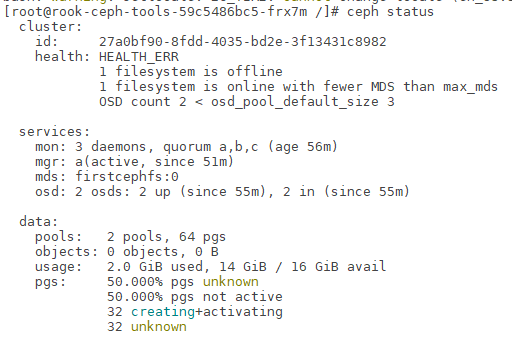 [root@rook-ceph-tools-59c5486bc5-frx7m /]# ceph status
  cluster:
    id:     27a0bf90-8fdd-4035-bd2e-3f13431c8982
    health: HEALTH_ERR
            1 filesystem is offline
            1 filesystem is online with fewer MDS than max_mds
            OSD count 2 < osd_pool_default_size 3

  services:
    mon: 3 daemons, quorum a,b,c (age 56m)
    mgr: a(active, since 51m)
    mds: firstcephfs:0
    osd: 2 osds: 2 up (since 55m), 2 in (since 55m)

  data:
    pools:   2 pools, 64 pgs
    objects: 0 objects, 0 B
    usage:   2.0 GiB used, 14 GiB / 16 GiB avail
    pgs:     50.000% pgs unknown
             50.000% pgs not active
             32 creating+activating
             32 unknown